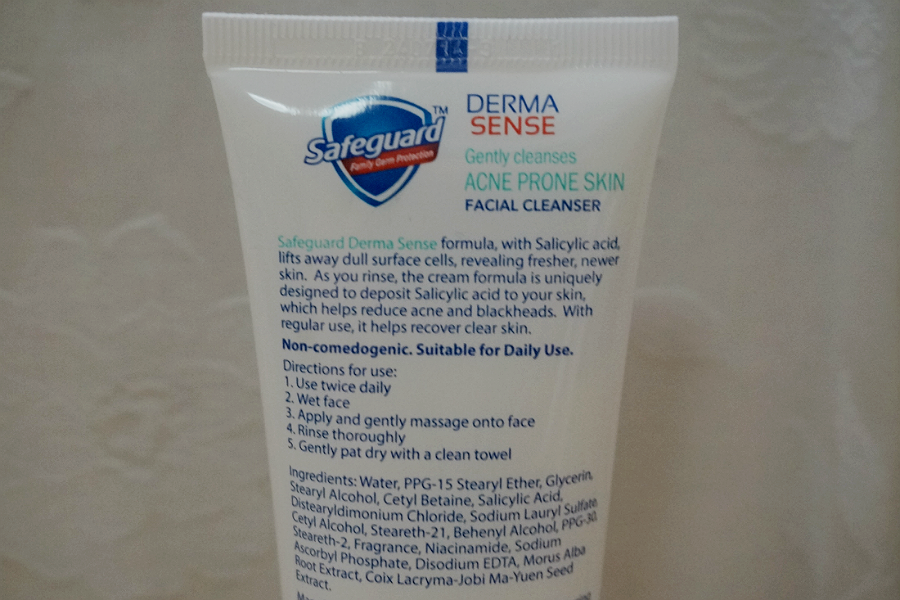 Safeguard™
Family Germ Protection
DERMA
SENSE
Gently cleanses
ACNE PRONE SKIN
FACIAL CLEANSER
Safeguard Derma Sense formula, with Salicylic acid,
lifts away dull surface cells, revealing fresher, newer
skin. As you rinse, the cream formula is uniquely
designed to deposit Salicylic acid to your skin,
which helps reduce acne and blackheads. With
regular use, it helps recover clear skin.
Non-comedogenic. Suitable for Daily Use.
Directions for use:
1. Use twice daily
2. Wet face
3. Apply and gently massage onto face
4. Rinse thoroughly
5. Gently pat dry with a clean towel
Ingredients: Water, PPG-15 Stearyl Ether, Glycerin,
Stearyl Alcohol, Cetyl Betaine, Salicylic Acid,
Distearyldimonium Chloride, Sodium Lauryl Sulfate,
Cetyl Alcohol, Steareth-21, Behenyl Alcohol, PPG-30,
Steareth-2, Fragrance, Niacinamide, Sodium
Ascorbyl Phosphate, Disodium EDTA, Morus Alba
Root Extract, Coix Lacryma-Jobi Ma-Yuen Seed
Extract.